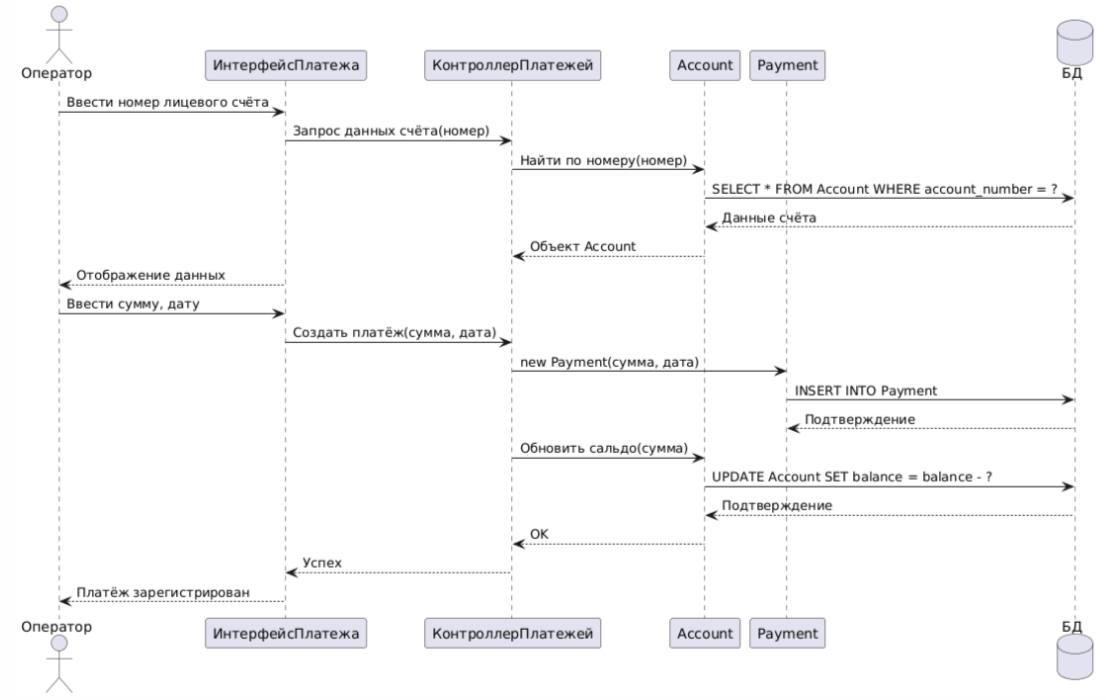 Оператор
ИнтерфейсПлатежа
КонтроллерПлатежей
Account
Payment
БД
Ввести номер лицевого счёта
Запрос данных счёта(номер)
Найти по номеру(номер)
SELECT * FROM Account WHERE account_number = ?
Данные счёта
Объект Account
Отображение данных
Ввести сумму, дату
Создать платёж(сумма, дата)
new Payment(сумма, дата)
INSERT INTO Payment
Подтверждение
Обновить сальдо(сумма)
UPDATE Account SET balance = balance - ?
Подтверждение
OK
Успех
Платёж зарегистрирован
Оператор
ИнтерфейсПлатежа
КонтроллерПлатежей
Account
Payment
БД